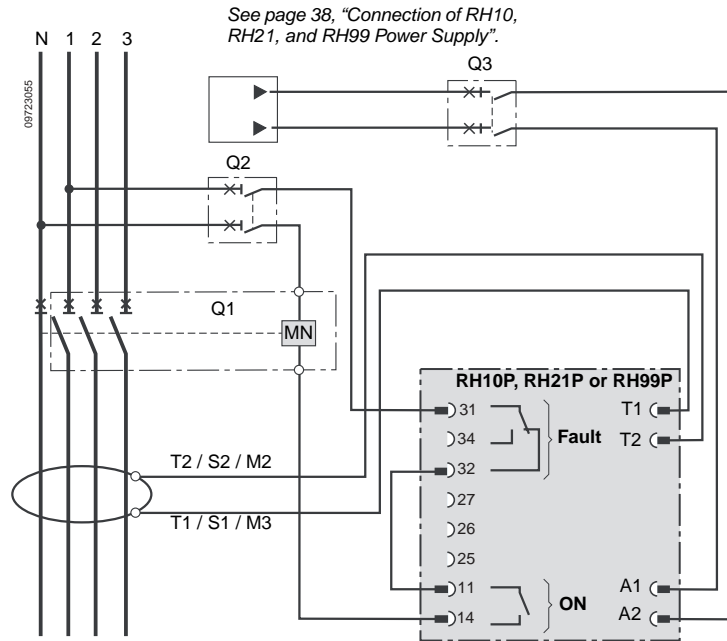 See page 38, “Connection of RH10,
RH21, and RH99 Power Supply”.
N 1 2 3
09723055
Q3
Q2
Q1
MN
RH10P, RH21P or RH99P
31
34
32
27
26
25
11
14
Fault
ON
T1
T2
A1
A2
T2 / S2 / M2
T1 / S1 / M3